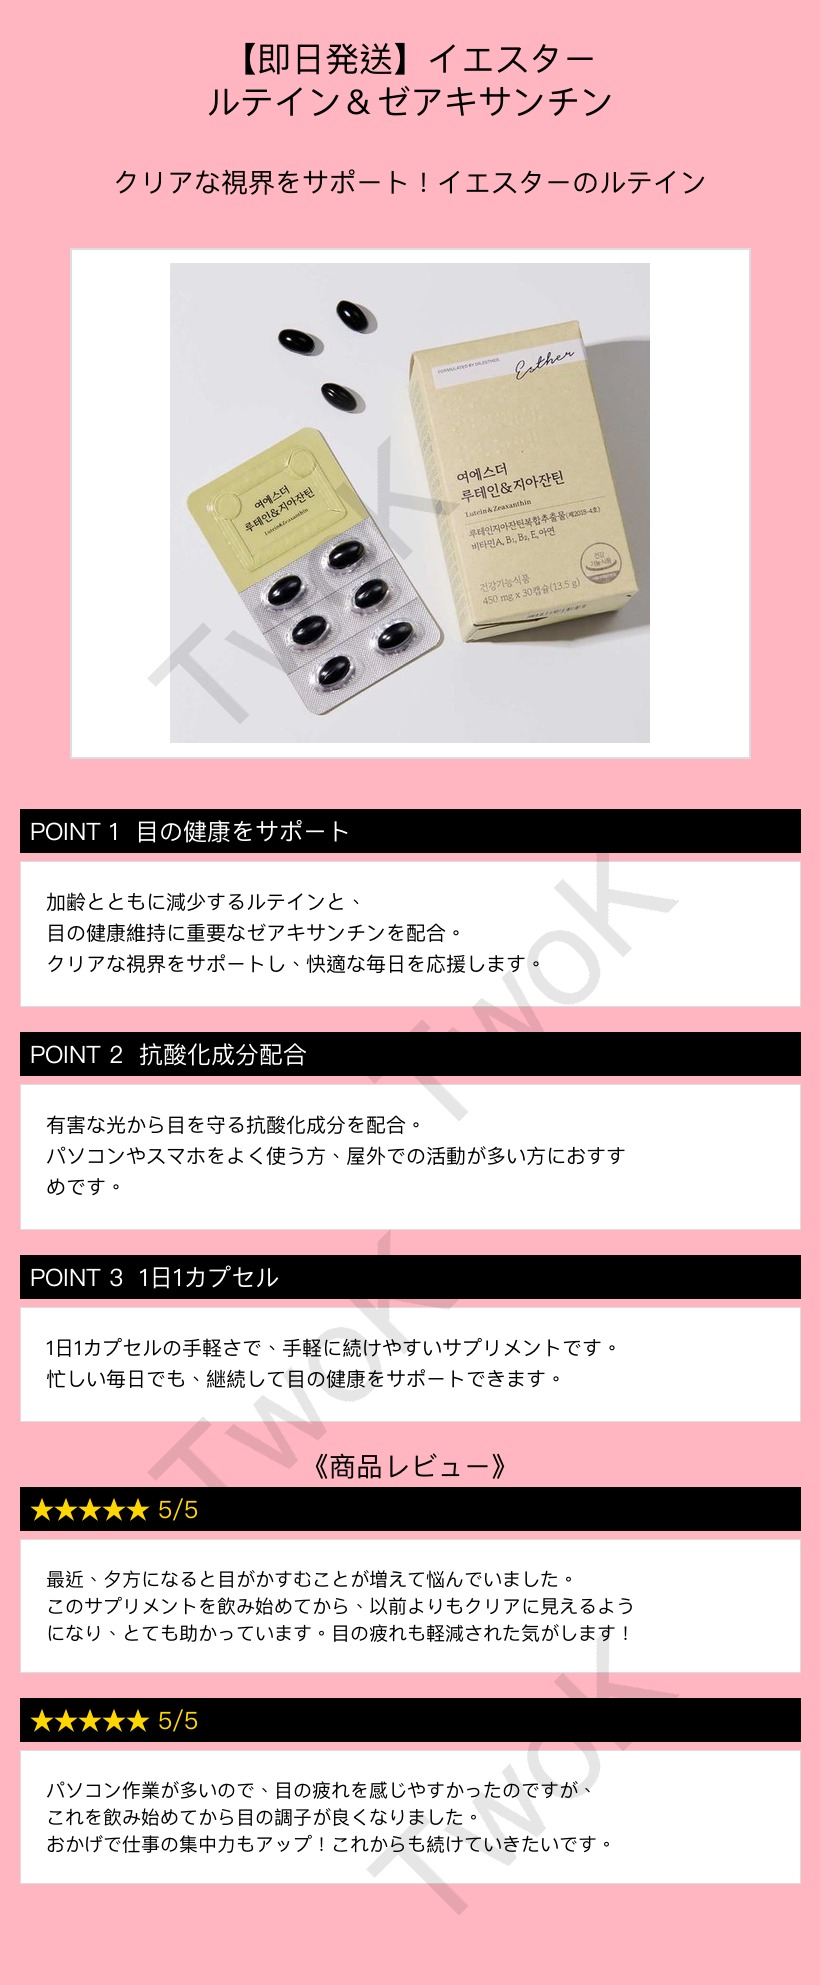 【即日発送】イエスター
ルテイン＆ゼアキサンチン
クリアな視界をサポート！イエスターのルテイン
FORMULATED BY DR.ESTHER
Esther
여에스더
루테인&지아잔틴
Lutein&Zeaxanthin
루테인지아잔틴복합추출물(제2018-4호)
비타민A, B₁, B₂, E, 아연
건강
기능식품
건강기능식품
450 mg x 30캡슐(13.5 g)
여에스더
루테인&지아잔틴
Lutein&Zeaxanthin
TwoK
POINT 1 目の健康をサポート
加齢とともに減少するルテインと、
目の健康維持に重要なゼアキサンチンを配合。
クリアな視界をサポートし、快適な毎日を応援します。
TwoK
POINT 2 抗酸化成分配合
有害な光から目を守る抗酸化成分を配合。
パソコンやスマホをよく使う方、屋外での活動が多い方におすす
めです。
POINT 3 1日1カプセル
1日1カプセルの手軽さで、手軽に続けやすいサプリメントです。
忙しい毎日でも、継続して目の健康をサポートできます。
TwoK
《商品レビュー》
★★★★★ 5/5
最近、夕方になると目がかすむことが増えて悩んでいました。
このサプリメントを飲み始めてから、以前よりもクリアに見えるよう
になり、とても助かっています。目の疲れも軽減された気がします！
★★★★★ 5/5
パソコン作業が多いので、目の疲れを感じやすかったのですが、
これを飲み始めてから目の調子が良くなりました。
おかげで仕事の集中力もアップ！これからも続けていきたいです。
TwoK